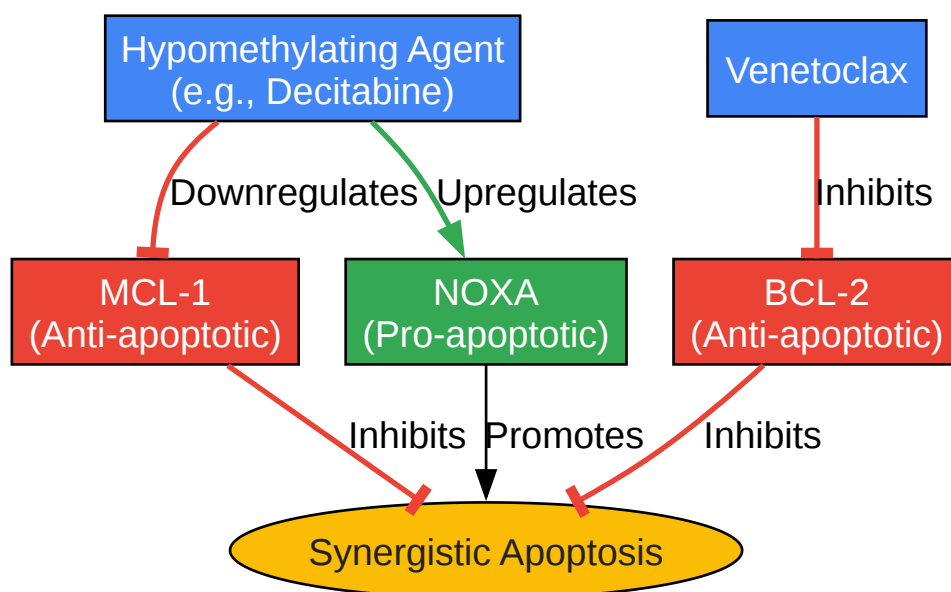 Hypomethylating Agent
(e.g., Decitabine)
Venetoclax
Downregulates
Upregulates
Inhibits
MCL-1
(Anti-apoptotic)
NOXA
(Pro-apoptotic)
BCL-2
(Anti-apoptotic)
Inhibits
Promotes
Inhibits
Synergistic Apoptosis